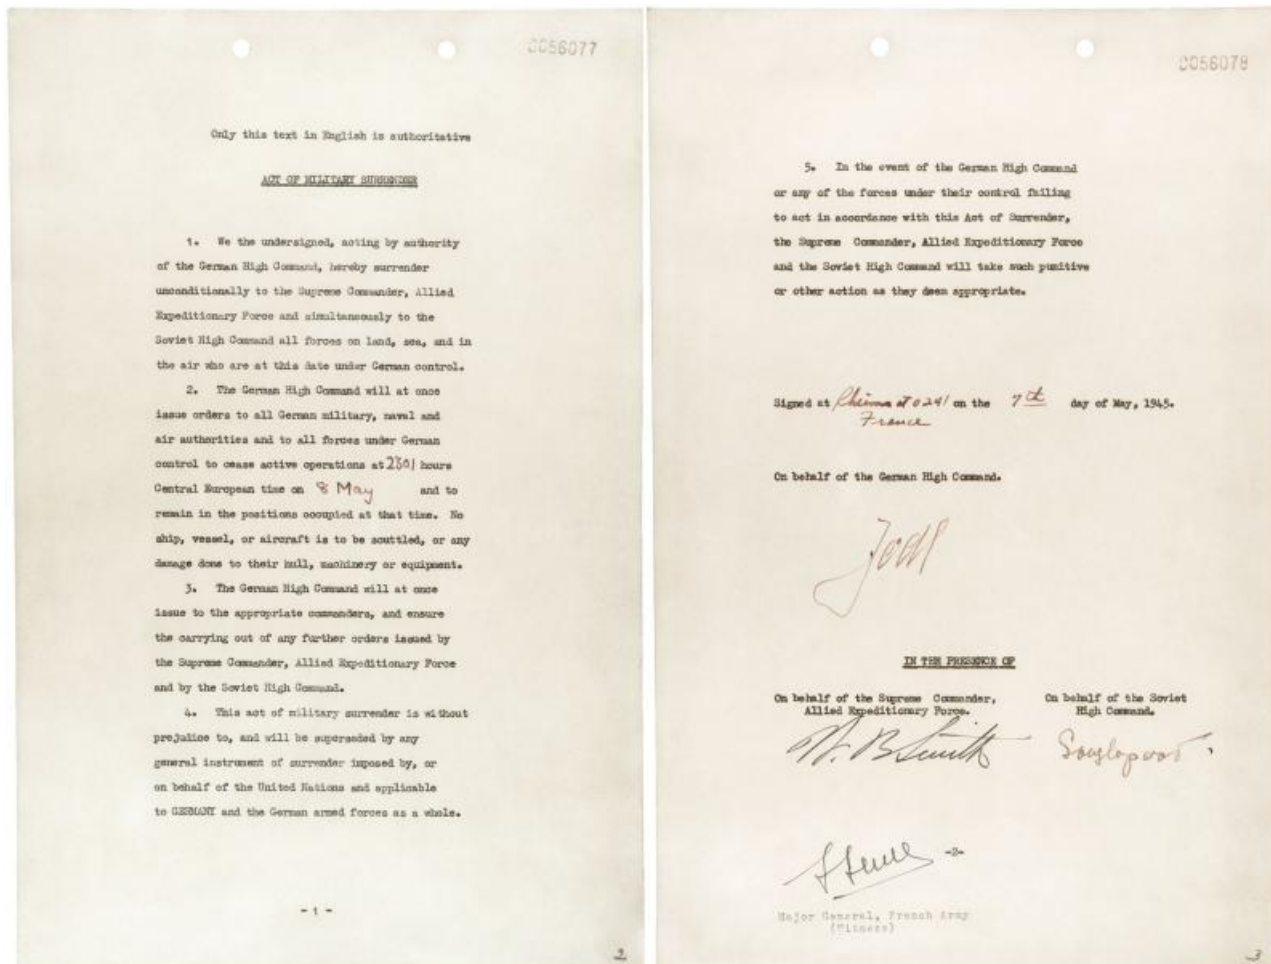 0056077
Only this text in English is authoritative
ACT OF MILITARY SURRENDER
1. We the undersigned, acting by authority
of the German High Command, hereby surrender
unconditionally to the Supreme Commander, Allied
Expeditionary Force and simultaneously to the
Soviet High Command all forces on land, sea, and in
the air who are at this date under German control.
2. The German High Command will at once
issue orders to all German military, naval and
air authorities and to all forces under German
control to cease active operations at 2301 hours
Central European time on 8 May and to
remain in the positions occupied at that time. No
ship, vessel, or aircraft is to be scuttled, or any
damage done to their hull, machinery or equipment.
3. The German High Command will at once
issue to the appropriate commanders, and ensure
the carrying out of any further orders issued by
the Supreme Commander, Allied Expeditionary Force
and by the Soviet High Command.
4. This act of military surrender is without
prejudice to, and will be superseded by any
general instrument of surrender imposed by, or
on behalf of the United Nations and applicable
to GERMANY and the German armed forces as a whole.
- 1 -
2
0056078
5. In the event of the German High Command
or any of the forces under their control failing
to act in accordance with this Act of Surrender,
the Supreme Commander, Allied Expeditionary Force
and the Soviet High Command will take such punitive
or other action as they deem appropriate.
Signed at Rheims at 0241 on the 7th day of May, 1945.
France
On behalf of the German High Command.
Jodl
IN THE PRESENCE OF
On behalf of the Supreme Commander,
Allied Expeditionary Force.
On behalf of the Soviet
High Command.
W. B. Smith
-2-
Major General, French Army
(Witness)
3